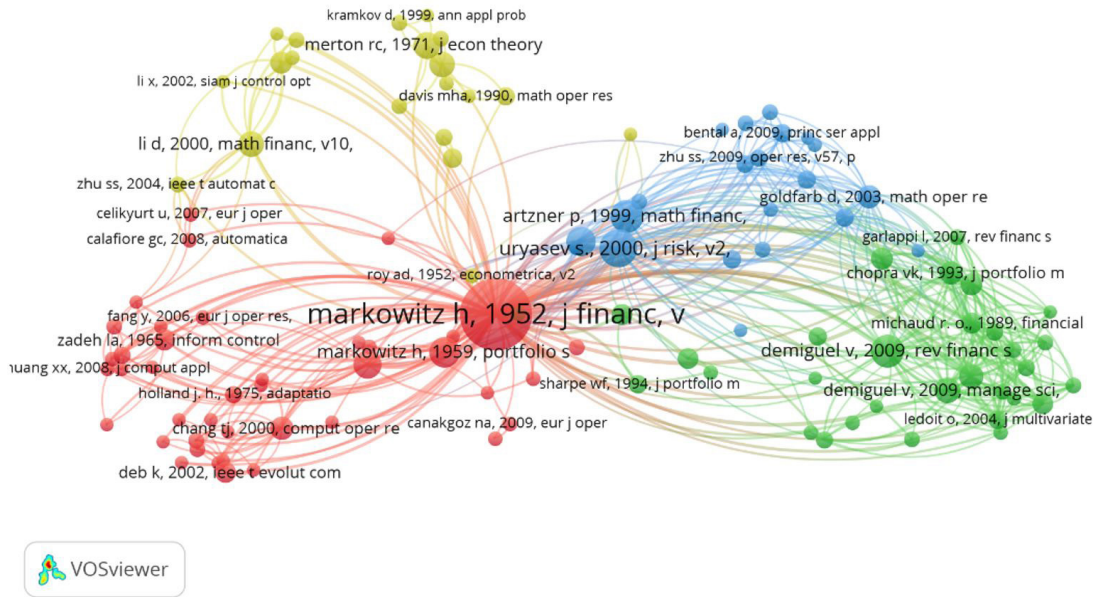 kramkov d, 1999, ann appl prob
merton rc, 1971, j econ theory
li x, 2002, siam j control opt
davis mha, 1990, math oper res
li d, 2000, math financ, v10,
bental a, 2009, princ ser appl
zhu ss, 2009, oper res, v57, p
zhu ss, 2004, ieee t automat c
goldfarb d, 2003, math oper re
celikyurt u, 2007, eur j oper
artzner p, 1999, math financ,
calafiore gc, 2008, automatica
garlappi l, 2007, rev financ s
uryasev s., 2000, j risk, v2,
roy ad, 1952, econometrica, v2
chopra vk, 1993, j portfolio m
markowitz h, 1952, j financ, v
fang y, 2006, eur j oper res,
michaud r. o., 1989, financial
zadeh la, 1965, inform control
markowitz h, 1959, portfolio s
demiguel v, 2009, rev financ s
huang xx, 2008, j comput appl
sharpe wf, 1994, j portfolio m
holland j. h., 1975, adaptatio
demiguel v, 2009, manage sci,
chang tj, 2000, comput oper re
canakgoz na, 2009, eur j oper
ledoit o, 2004, j multivariate
deb k, 2002, ieee t evolut com
VOSviewer